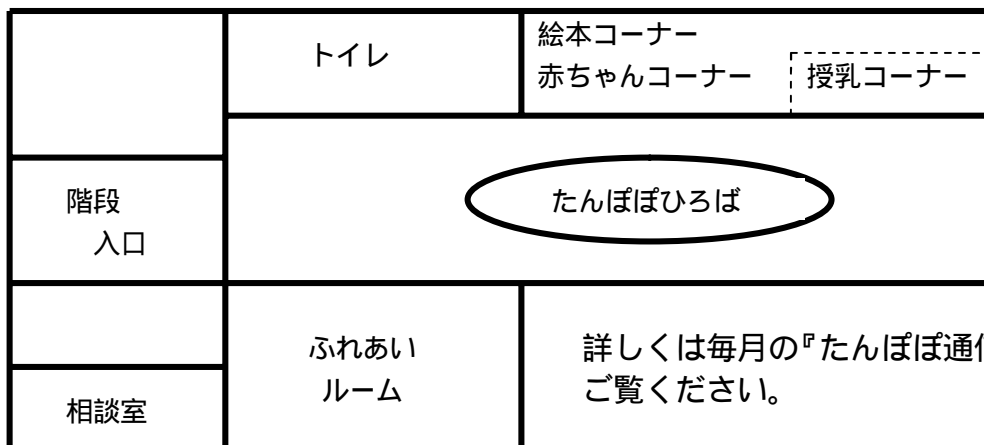 トイレ
絵本コーナー
赤ちゃんコーナー
授乳コーナー
階段
入口
たんぽぽひろば
ふれあい
ルーム
相談室
詳しくは毎月の『たんぽぽ通信
ご覧ください。